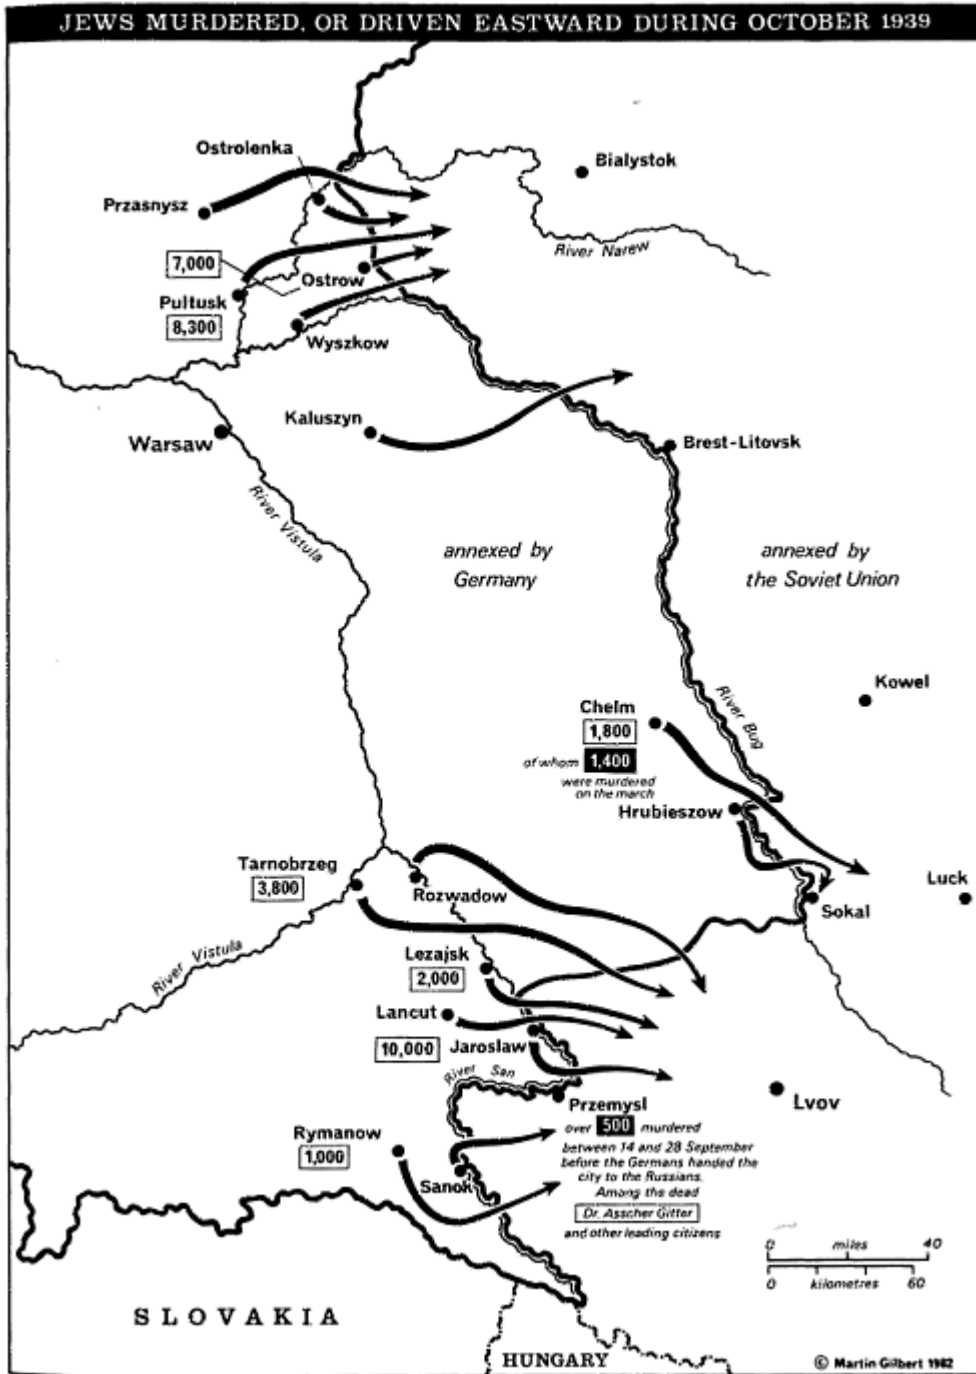 JEWS MURDERED, OR DRIVEN EASTWARD DURING OCTOBER 1939
Ostrolenka
Bialystok
Przasnysz
River Narew
7,000
Ostrow
Pultusk
8,300
Wyszkow
Kaluszyn
Warsaw
Brest-Litovsk
River Vistula
annexed by
Germany
annexed by
the Soviet Union
Kowel
River Bug
Chelm
1,800
of whom 1,400
were murdered
on the march
Hrubieszow
Tarnobrzeg
3,800
Rozwadow
Luck
Sokal
River Vistula
Lezajsk
2,000
Lancut
10,000
Jaroslaw
River San
Przemysl
Lvov
over 500 murdered
between 14 and 28 September
before the Germans handed the
city to the Russians.
Among the dead
Dr. Asscher Gitter
and other leading citizens
Rymanow
1,000
Sanok
0 miles 40
0 kilometres 60
SLOVAKIA
HUNGARY
© Martin Gilbert 1982